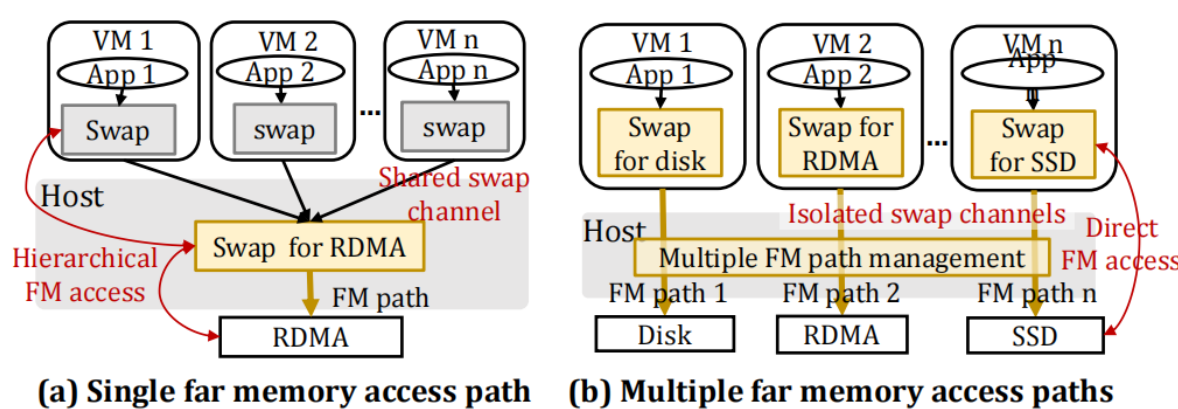 VM 1
App 1
Swap
VM 2
App 2
swap
...
VM n
App n
swap
Host
Shared swap
channel
Swap for RDMA
Hierarchical
FM access
FM path
RDMA
(a) Single far memory access path
VM 1
App 1
Swap
for disk
VM 2
App 2
Swap for
RDMA
...
VM n
App
Swap
for SSD
Isolated swap channels
Host
Direct
FM access
Multiple FM path management
FM path 1
FM path 2
FM path n
Disk
RDMA
SSD
(b) Multiple far memory access paths